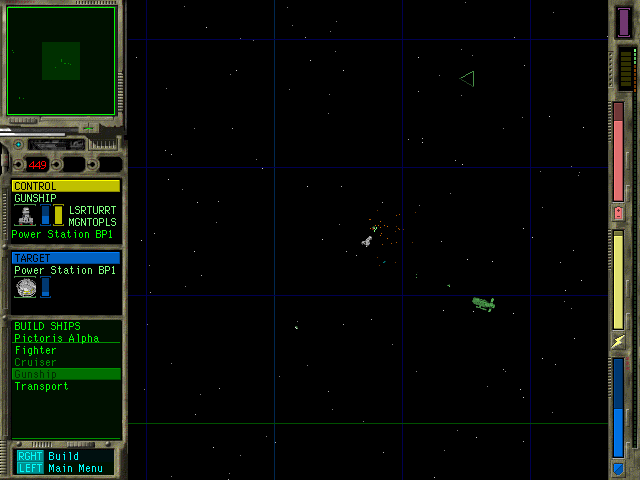 449
CONTROL
GUNSHIP
LSRTURRT
MGNTOPLS
Power Station BP1
TARGET
Power Station BP1
BUILD SHIPS
Pictoris Alpha
Fighter
Cruiser
Gunship
Transport
RGHT Build
LEFT Main Menu